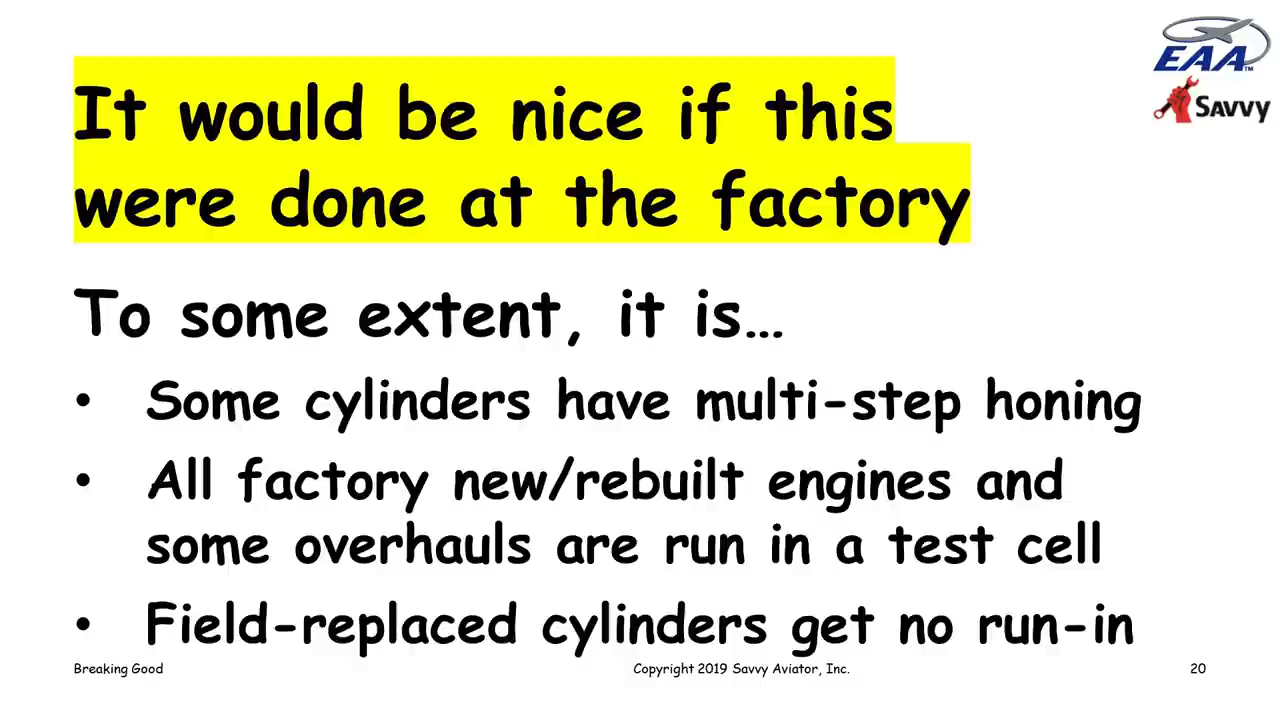 EAA™
Savvy
It would be nice if this
were done at the factory
To some extent, it is…
• Some cylinders have multi-step honing
• All factory new/rebuilt engines and
some overhauls are run in a test cell
• Field-replaced cylinders get no run-in
Breaking Good
Copyright 2019 Savvy Aviator, Inc.
20